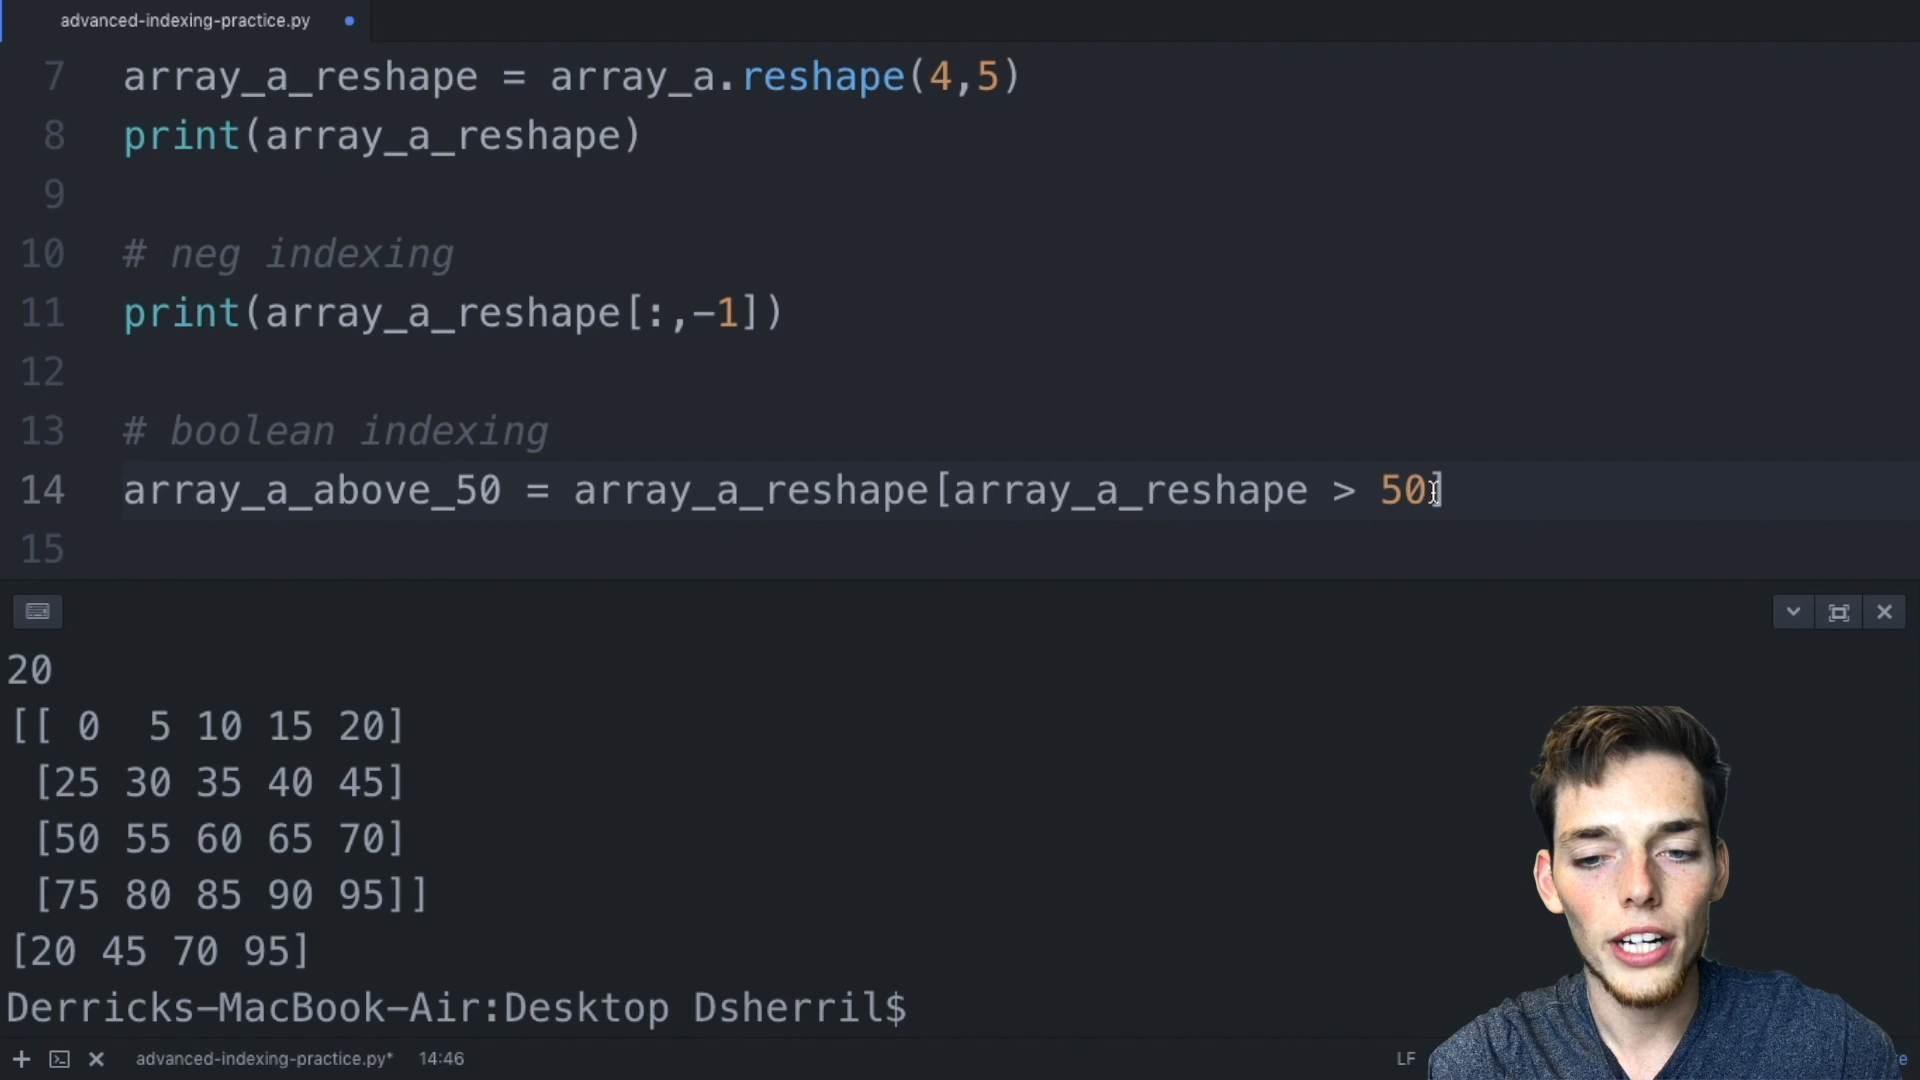 advanced-indexing-practice.py
7 array_a_reshape = array_a.reshape(4,5)
8 print(array_a_reshape)
9
10 # neg indexing
11 print(array_a_reshape[:,-1])
12
13 # boolean indexing
14 array_a_above_50 = array_a_reshape[array_a_reshape > 50]
15
20
[[ 0  5 10 15 20]
 [25 30 35 40 45]
 [50 55 60 65 70]
 [75 80 85 90 95]]
[20 45 70 95]
Derricks-MacBook-Air:Desktop Dsherril$
advanced-indexing-practice.py* 14:46 LF